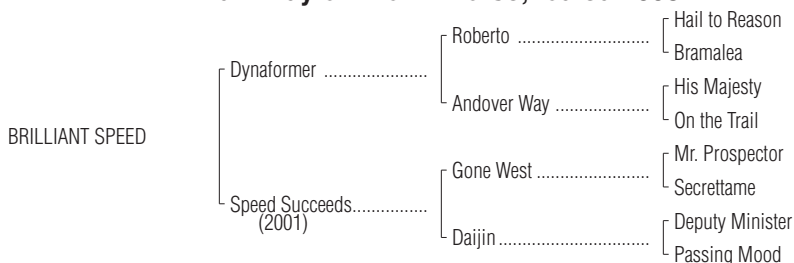 Hail to Reason
Roberto ..................
Bramalea
Dynaformer ......................
His Majesty
Andover Way ................
On the Trail
BRILLIANT SPEED
Mr. Prospector
Gone West ...................
Secrettame
Speed Succeeds................
(2001)
Deputy Minister
Daijin.........................
Passing Mood